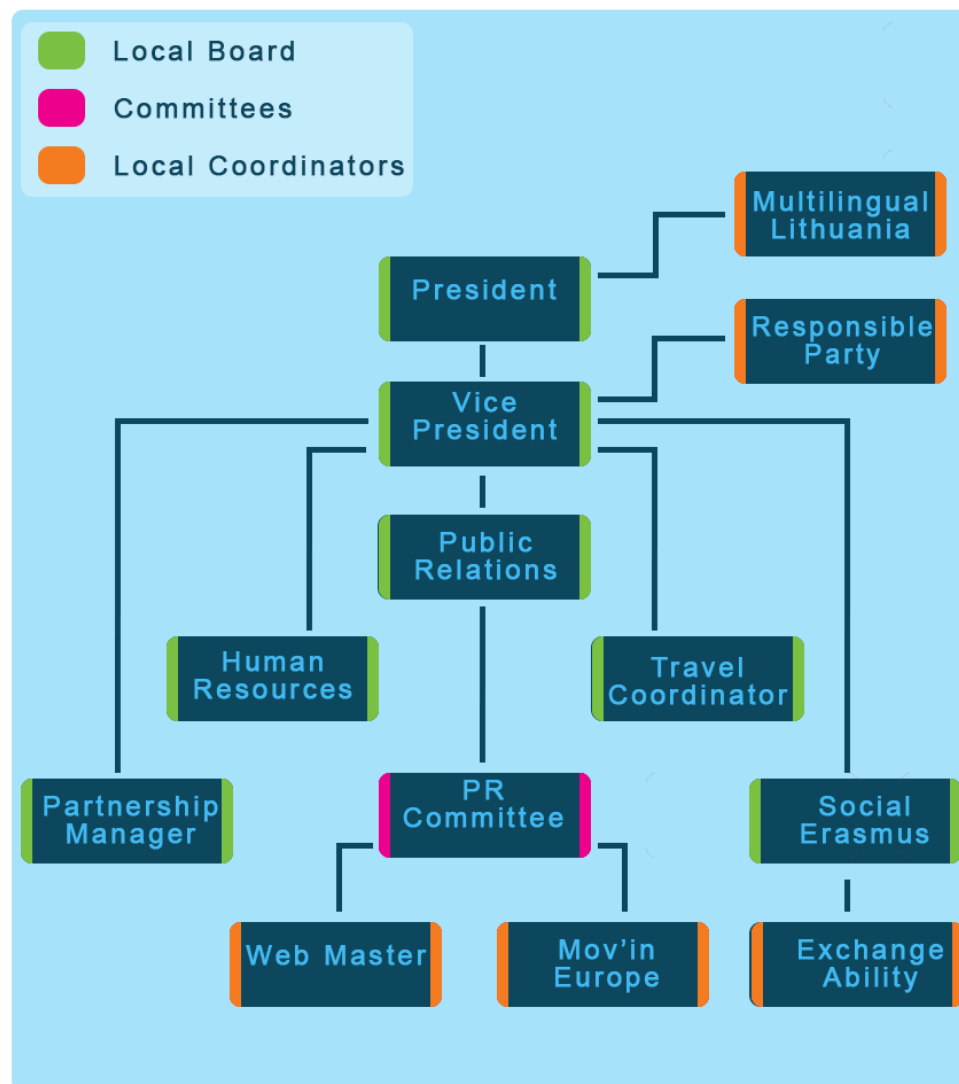 Local Board
Committees
Local Coordinators
Multilingual
Lithuania
President
Responsible
Party
Vice
President
Public
Relations
Human
Resources
Travel
Coordinator
Partnership
Manager
PR
Committee
Social
Erasmus
Web Master
Mov'in
Europe
Exchange
Ability